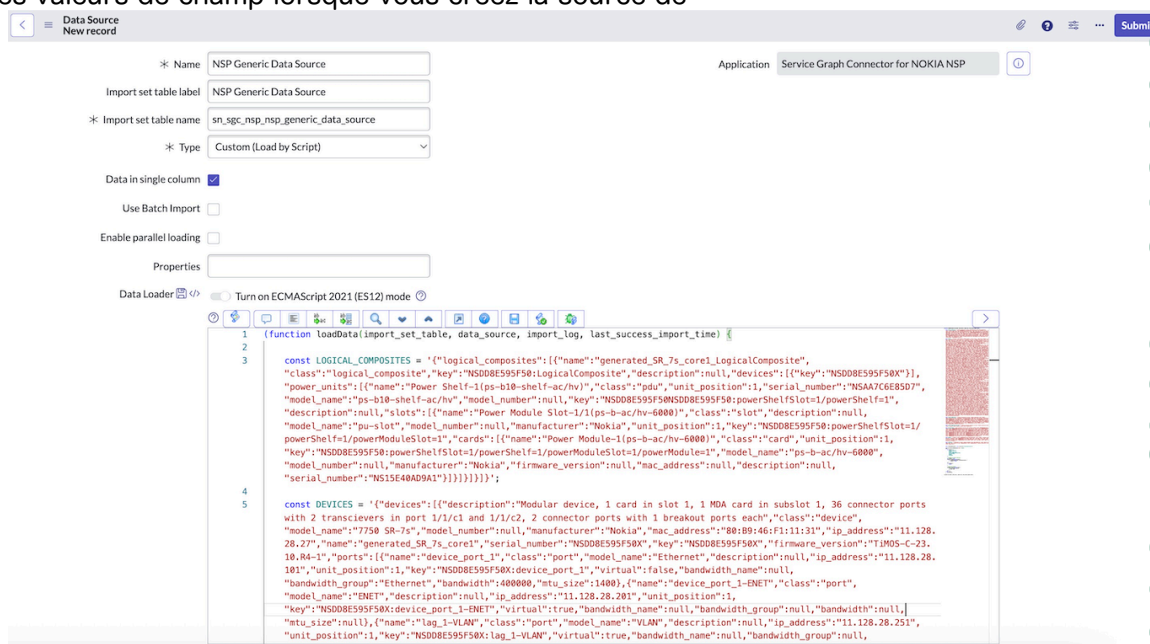 es valeurs de champ lorsque vous créez la source de
Data Source
New record
Submi
Name NSP Generic Data Source
Application Service Graph Connector for NOKIA NSP
Import set table label NSP Generic Data Source
Import set table name sn_sgc_nsp_nsp_generic_data_source
Type Custom (Load by Script)
Data in single column
Use Batch Import
Enable parallel loading
Properties
Data Loader Turn on ECMAScript 2021 (ES12) mode
1 (function loadData(import_set_table, data_source, import_log, last_success_import_time) {
2
3 const LOGICAL_COMPOSITES = '{"logical_composites":[{"name":"generated_SR_7s_core1_LogicalComposite",
"class":"logical_composite","key":"NSDD8E595F50:LogicalComposite","description":null,"devices":[{"key":"NSDD8E595F50X"}],
"power_units":[{"name":"Power Shelf-1(ps-b10-shelf-ac/hv)","class":"pdu","unit_position":1,"serial_number":"NSAA7C6E85D7",
"model_name":"ps-b10-shelf-ac/hv","model_number":null,"key":"NSDD8E595F50NSDD8E595F50:powerShelfSlot=1/powerShelf=1",
"description":null,"slots":[{"name":"Power Module Slot-1/1(ps-b-ac/hv-6000)","class":"slot","description":null,
"model_name":"pu-slot","model_number":null,"manufacturer":"Nokia","unit_position":1,"key":"NSDD8E595F50:powerShelfSlot=1/
powerShelf=1/powerModuleSlot=1","cards":[{"name":"Power Module-1(ps-b-ac/hv-6000)","class":"card","unit_position":1,
"key":"NSDD8E595F50:powerShelfSlot=1/powerShelf=1/powerModuleSlot=1/powerModule=1","model_name":"ps-b-ac/hv-6000",
"model_number":null,"manufacturer":"Nokia","firmware_version":null,"mac_address":null,"description":null,
"serial_number":"NS15E40AD9A1"}]}]}]}]}';
4
5 const DEVICES = '{"devices":[{"description":"Modular device, 1 card in slot 1, 1 MDA card in subslot 1, 36 connector ports
with 2 transcievers in port 1/1/c1 and 1/1/c2, 2 connector ports with 1 breakout ports each","class":"device",
"model_name":"7750 SR-7s","model_number":null,"manufacturer":"Nokia","mac_address":"80:B9:46:F1:11:31","ip_address":"11.128.
28.27","name":"generated_SR_7s_core1","serial_number":"NSDD8E595F50X","key":"NSDD8E595F50X","firmware_version":"TiMOS-C-23.
10.R4-1","ports":[{"name":"device_port_1","class":"port","model_name":"Ethernet","description":null,"ip_address":"11.128.28.
101","unit_position":1,"key":"NSDD8E595F50X:device_port_1","virtual":false,"bandwidth_name":null,
"bandwidth_group":"Ethernet","bandwidth":400000,"mtu_size":1400},{"name":"device_port_1-ENET","class":"port",
"model_name":"ENET","description":null,"ip_address":"11.128.28.201","unit_position":1,
"key":"NSDD8E595F50X:device_port_1-ENET","virtual":true,"bandwidth_name":null,"bandwidth_group":null,"bandwidth":null,
"mtu_size":null},{"name":"lag_1-VLAN","class":"port","model_name":"VLAN","description":null,"ip_address":"11.128.28.251",
"unit_position":1,"key":"NSDD8E595F50X:lag_1-VLAN","virtual":true,"bandwidth_name":null,"bandwidth_group":null,